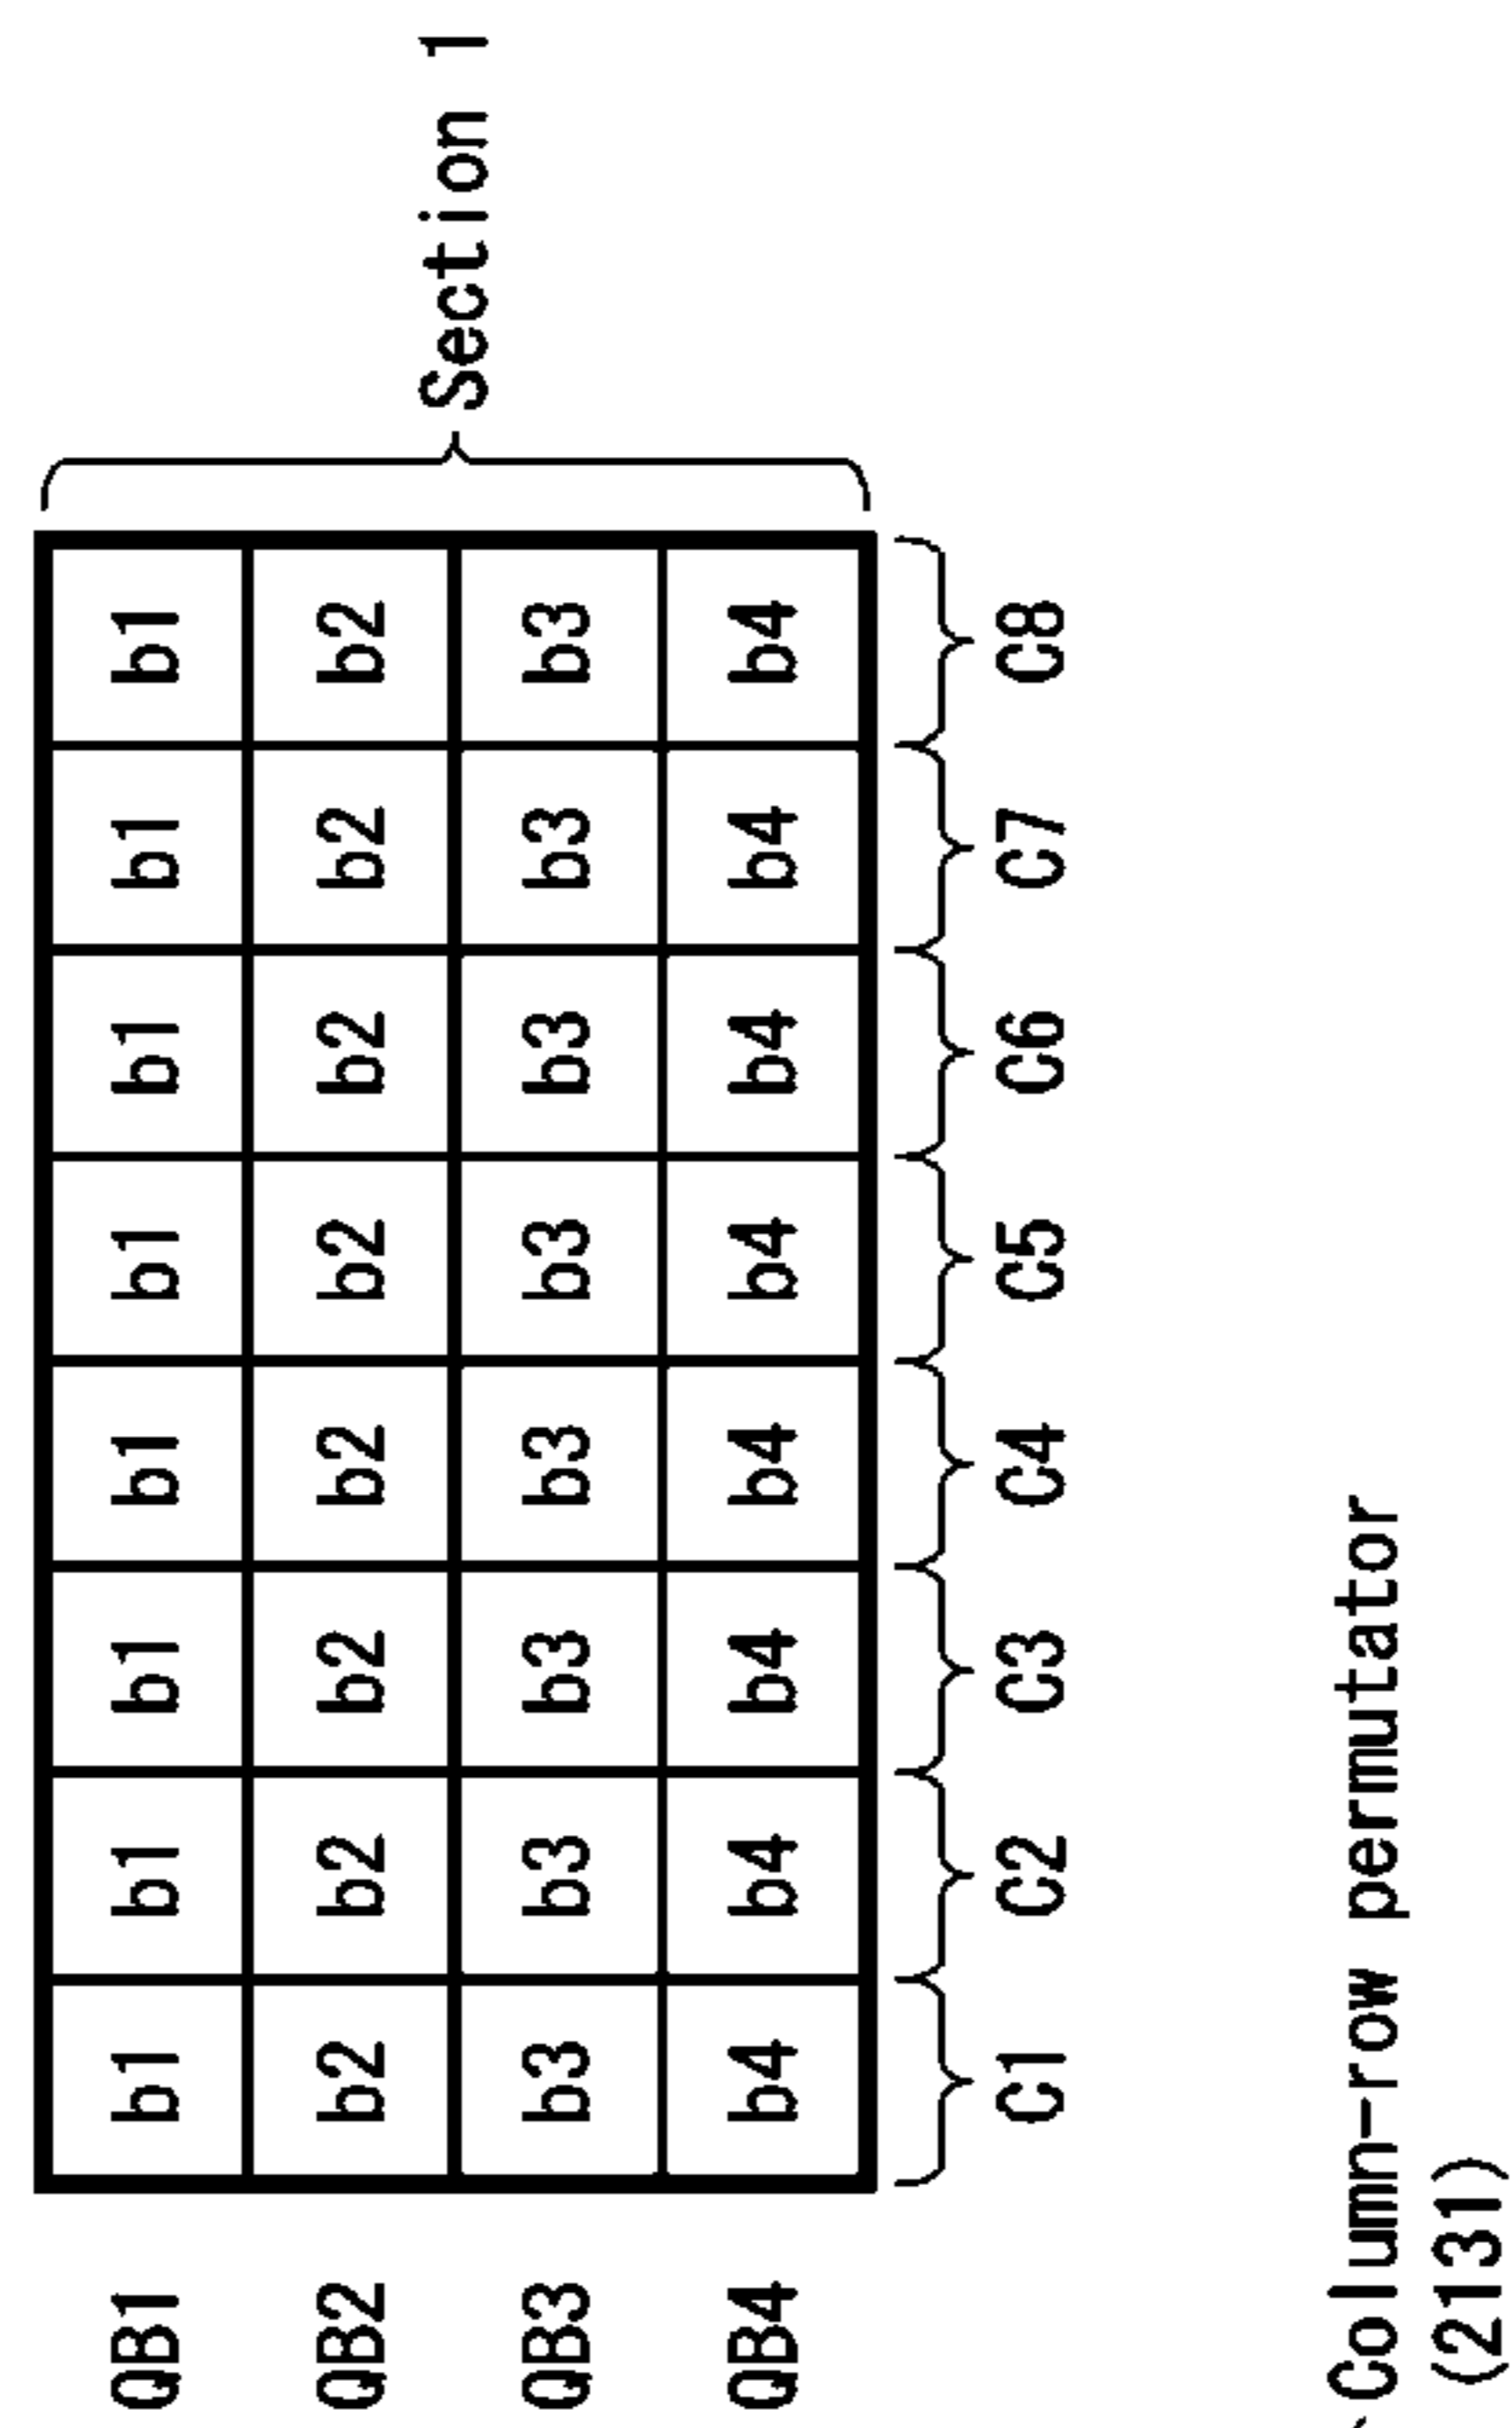 QB1 b1 b1 b1 b1 b1 b1 b1 b1
QB2 b2 b2 b2 b2 b2 b2 b2 b2
Section 1
QB3 b3 b3 b3 b3 b3 b3 b3 b3
QB4 b4 b4 b4 b4 b4 b4 b4 b4
C1 C2 C3 C4 C5 C6 C7 C8
Column-row permutator
(2131)